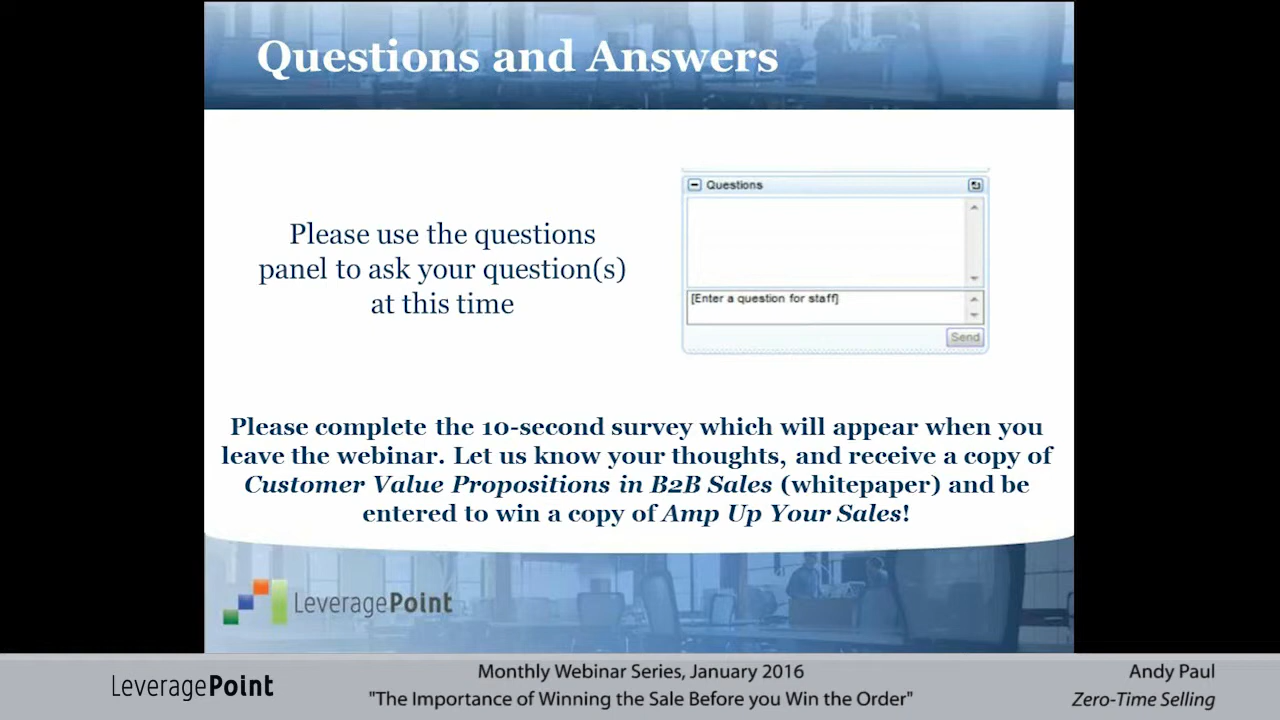 Questions and Answers
Please use the questions
panel to ask your question(s)
at this time
Questions
[Enter a question for staff]
Send
Please complete the 10-second survey which will appear when you
leave the webinar. Let us know your thoughts, and receive a copy of
Customer Value Propositions in B2B Sales (whitepaper) and be
entered to win a copy of Amp Up Your Sales!
LeveragePoint
LeveragePoint
Monthly Webinar Series, January 2016
"The Importance of Winning the Sale Before you Win the Order"
Andy Paul
Zero-Time Selling